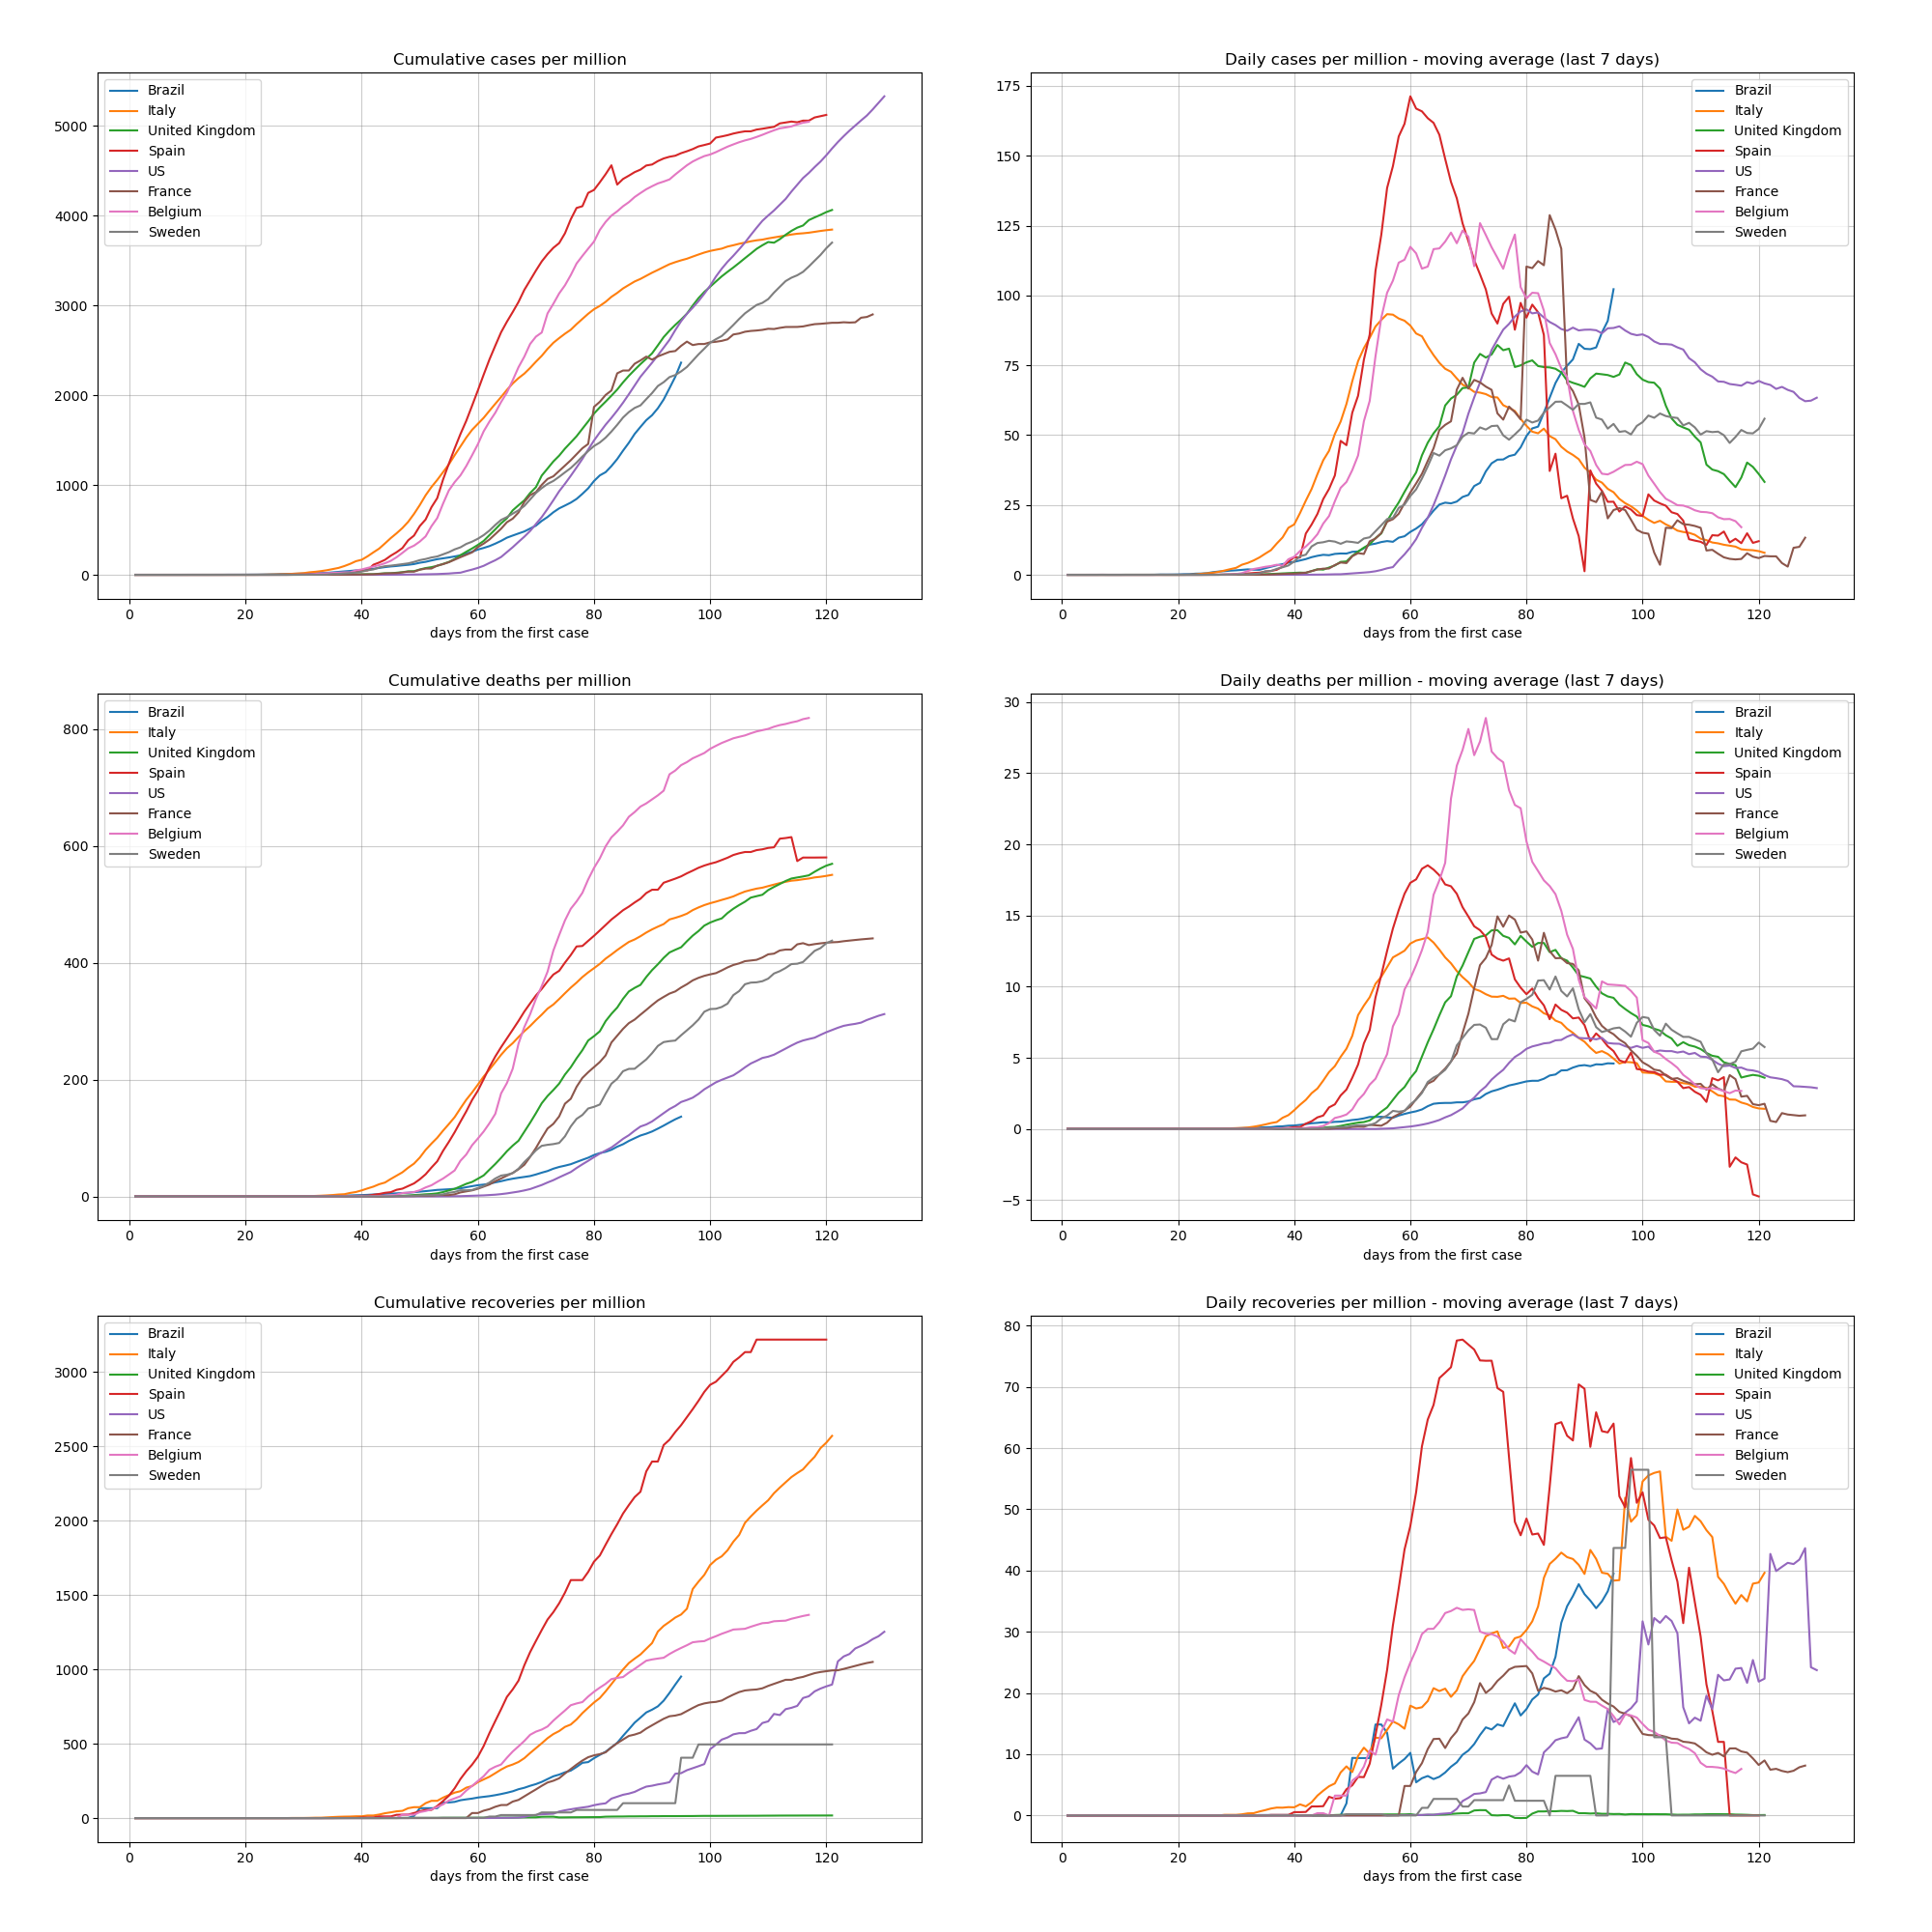 Cumulative cases per million
Brazil
Italy
United Kingdom
Spain
US
France
Belgium
Sweden
5000
4000
3000
2000
1000
0
0 20 40 60 80 100 120
days from the first case
Daily cases per million - moving average (last 7 days)
Brazil
Italy
United Kingdom
Spain
US
France
Belgium
Sweden
175
150
125
100
75
50
25
0
0 20 40 60 80 100 120
days from the first case
Cumulative deaths per million
Brazil
Italy
United Kingdom
Spain
US
France
Belgium
Sweden
800
600
400
200
0
0 20 40 60 80 100 120
days from the first case
Daily deaths per million - moving average (last 7 days)
Brazil
Italy
United Kingdom
Spain
US
France
Belgium
Sweden
30
25
20
15
10
5
0
−5
0 20 40 60 80 100 120
days from the first case
Cumulative recoveries per million
Brazil
Italy
United Kingdom
Spain
US
France
Belgium
Sweden
3000
2500
2000
1500
1000
500
0
0 20 40 60 80 100 120
days from the first case
Daily recoveries per million - moving average (last 7 days)
Brazil
Italy
United Kingdom
Spain
US
France
Belgium
Sweden
80
70
60
50
40
30
20
10
0
0 20 40 60 80 100 120
days from the first case